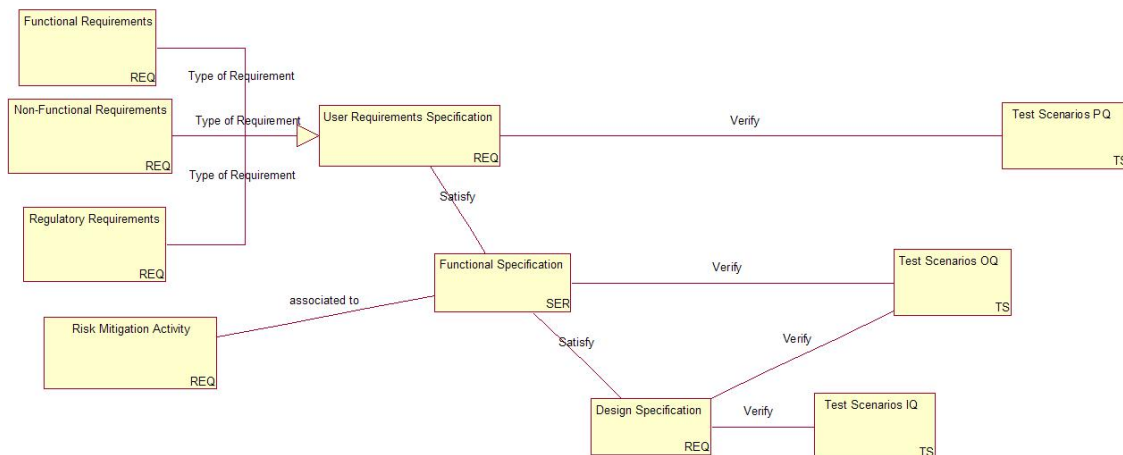 Functional Requirements
REQ
Type of Requirement
Non-Functional Requirements
REQ
Type of Requirement
User Requirements Specification
REQ
Verify
Test Scenarios PQ
TS
Type of Requirement
Satisfy
Regulatory Requirements
REQ
Functional Specification
SER
Verify
Test Scenarios OQ
TS
associated to
Risk Mitigation Activity
REQ
Satisfy
Verify
Design Specification
REQ
Verify
Test Scenarios IQ
TS